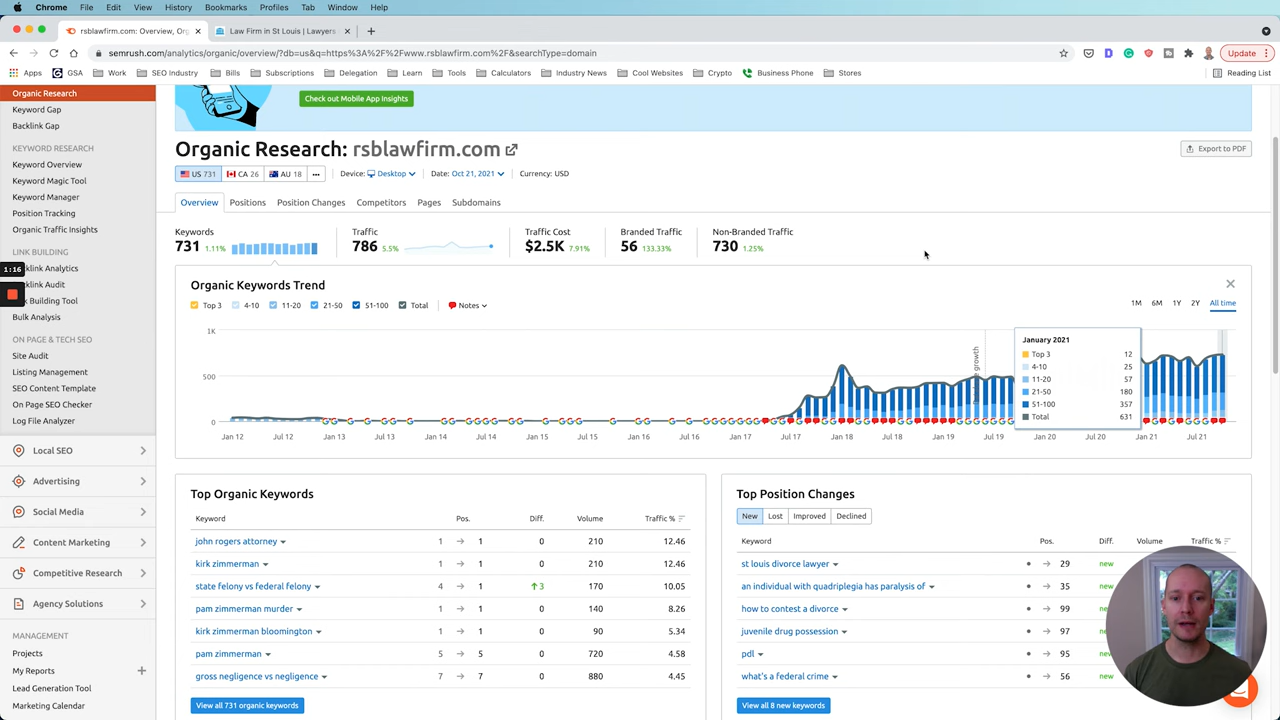 Chrome File Edit View History Bookmarks Profiles Tab Window Help
rsblawfirm.com: Overview, Org
Law Firm in St Louis | Lawyers
semrush.com/analytics/organic/overview/?db=us&q=https%3A%2F%2Fwww.rsblawfirm.com%2F&searchType=domain
Update
Apps GSA Work SEO Industry Bills Subscriptions Delegation Learn Tools Calculators Industry News Cool Websites Crypto Business Phone Stores Reading List
Organic Research
Keyword Gap
Backlink Gap
KEYWORD RESEARCH
Keyword Overview
Keyword Magic Tool
Keyword Manager
Position Tracking
Organic Traffic Insights
LINK BUILDING
klink Analytics
1:16
klink Audit
k Building Tool
Bulk Analysis
ON PAGE & TECH SEO
Site Audit
Listing Management
SEO Content Template
On Page SEO Checker
Log File Analyzer
Local SEO
Advertising
Social Media
Content Marketing
Competitive Research
Agency Solutions
MANAGEMENT
Projects
My Reports
Lead Generation Tool
Marketing Calendar
Check out Mobile App Insights
Organic Research: rsblawfirm.com
Export to PDF
US 731 CA 26 AU 18 ... Device: Desktop Date: Oct 21, 2021 Currency: USD
Overview Positions Position Changes Competitors Pages Subdomains
Keywords Traffic Traffic Cost Branded Traffic Non-Branded Traffic
731 1.11% 786 5.5% $2.5K 7.91% 56 133.33% 730 1.25%
Organic Keywords Trend
Top 3 4-10 11-20 21-50 51-100 Total Notes
1M 6M 1Y 2Y All time
1K
500
0
growth
January 2021
Top 3 12
4-10 25
11-20 57
21-50 180
51-100 357
Total 631
Jan 12 Jul 12 Jan 13 Jul 13 Jan 14 Jul 14 Jan 15 Jul 15 Jan 16 Jul 16 Jan 17 Jul 17 Jan 18 Jul 18 Jan 19 Jul 19 Jan 20 Jul 20 Jan 21 Jul 21
Top Organic Keywords
Keyword Pos. Diff. Volume Traffic %
john rogers attorney 1 → 1 0 210 12.46
kirk zimmerman 1 → 1 0 210 12.46
state felony vs federal felony 4 → 1 ↑3 170 10.05
pam zimmerman murder 1 → 1 0 140 8.26
kirk zimmerman bloomington 1 → 1 0 90 5.34
pam zimmerman 5 → 5 0 720 4.58
gross negligence vs negligence 7 → 7 0 880 4.45
View all 731 organic keywords
Top Position Changes
New Lost Improved Declined
Keyword Pos. Diff. Volume Traffic %
st louis divorce lawyer • → 29 new
an individual with quadriplegia has paralysis of • → 35 new
how to contest a divorce • → 99 new
juvenile drug possession • → 97 new
pdl • → 95 new
what's a federal crime • → 56 new
View all 8 new keywords